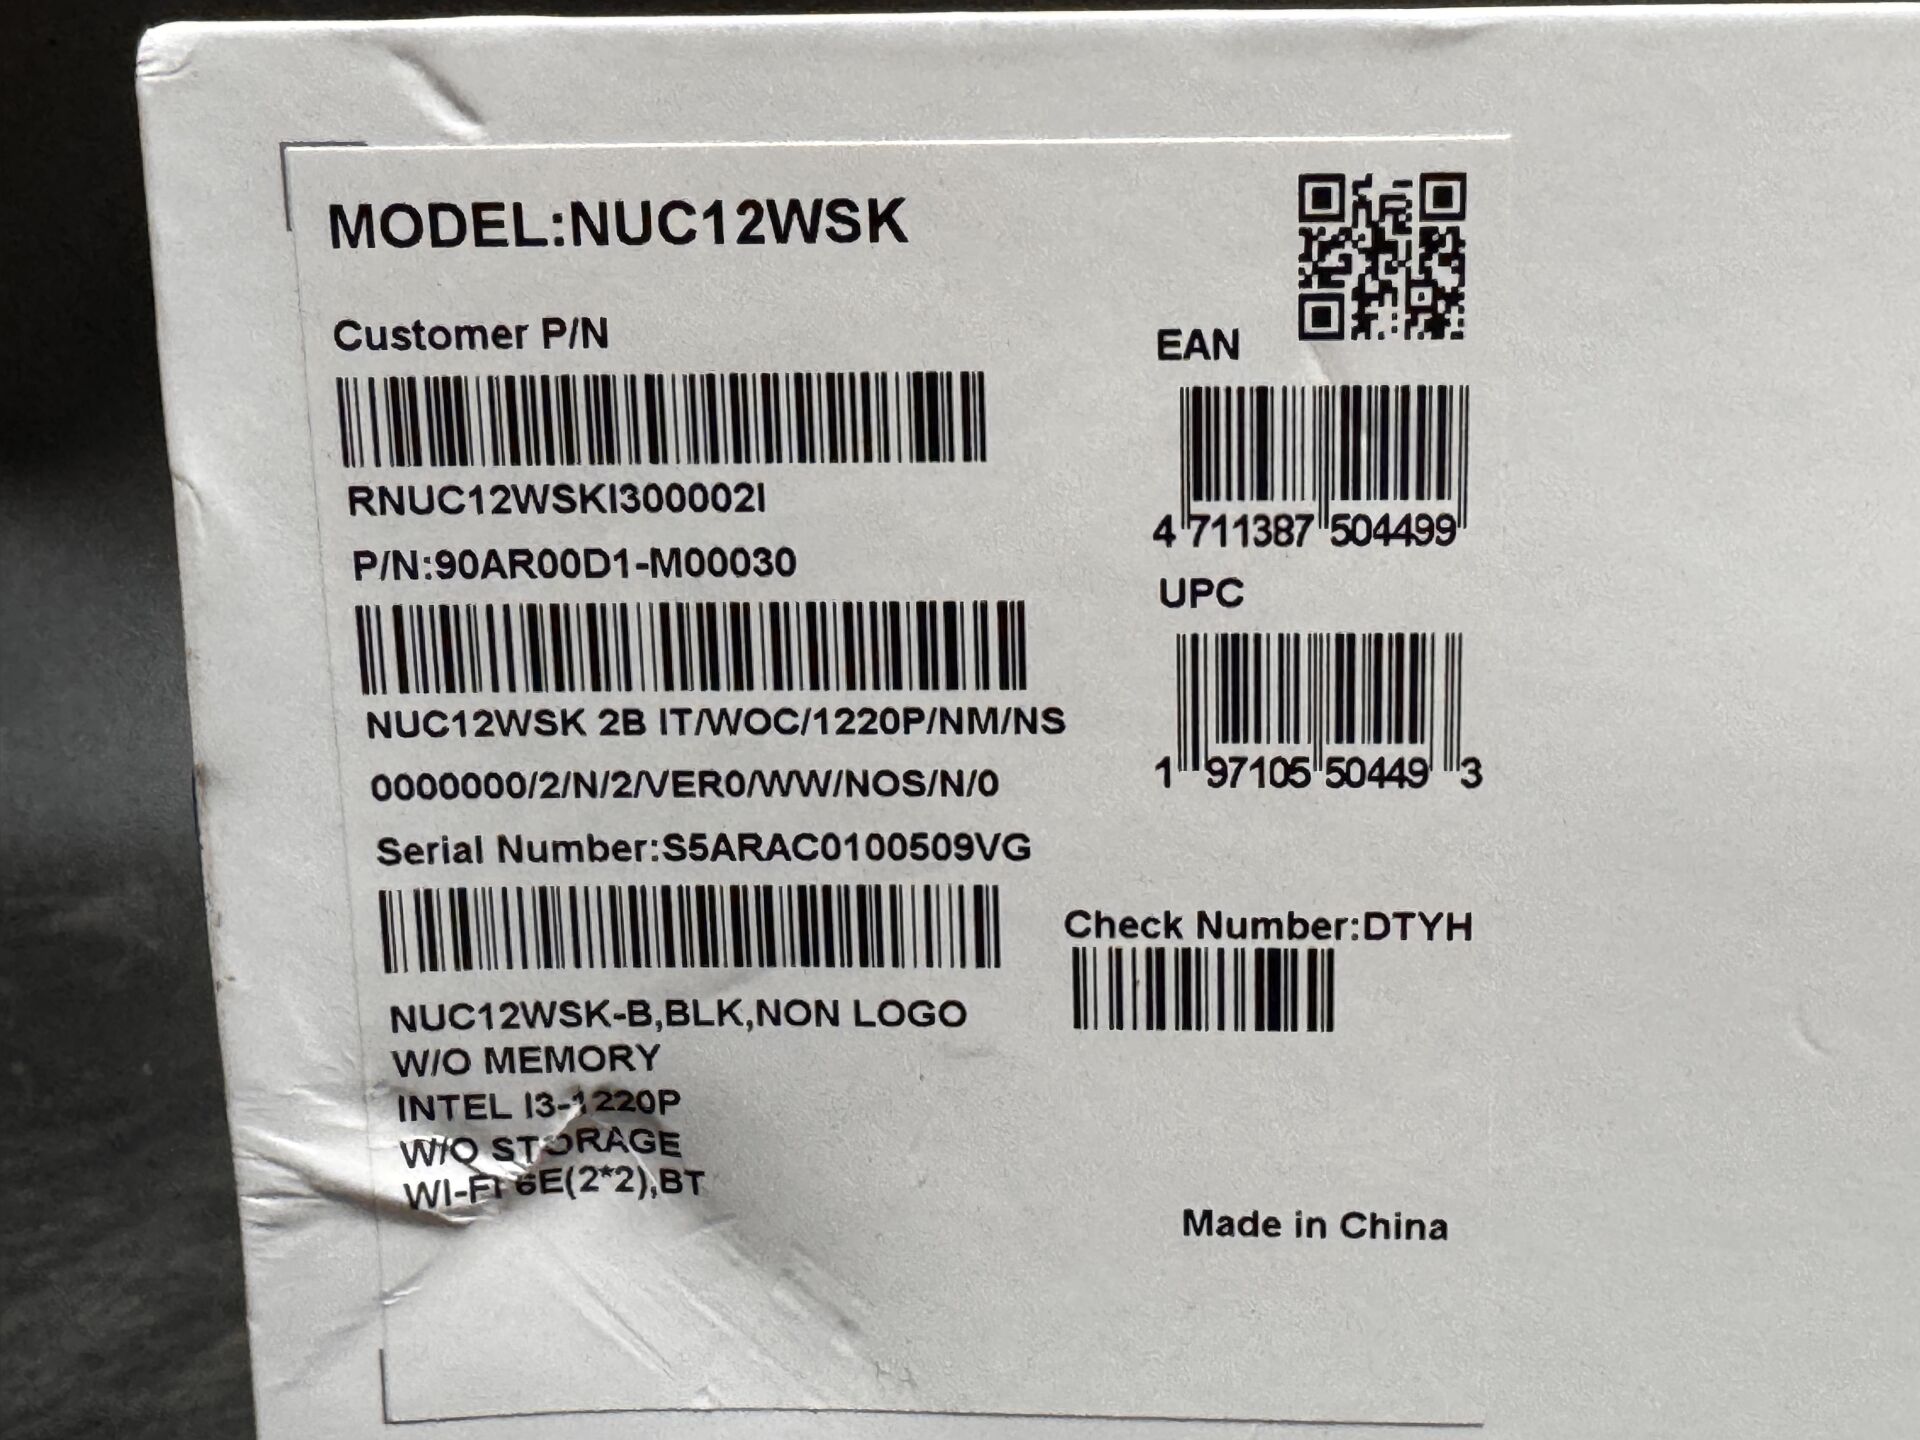 MODEL:NUC12WSK
Customer P/N
RNUC12WSKI300002I
P/N:90AR00D1-M00030
NUC12WSK 2B IT/WOC/1220P/NM/NS
0000000/2/N/2/VER0/WW/NOS/N/0
Serial Number:S5ARAC0100509VG
NUC12WSK-B,BLK,NON LOGO
W/O MEMORY
INTEL I3-1220P
W/O STORAGE
WI-FI 6E(2*2),BT
EAN
4 711387 504499
UPC
1 97105 50449 3
Check Number:DTYH
Made in China